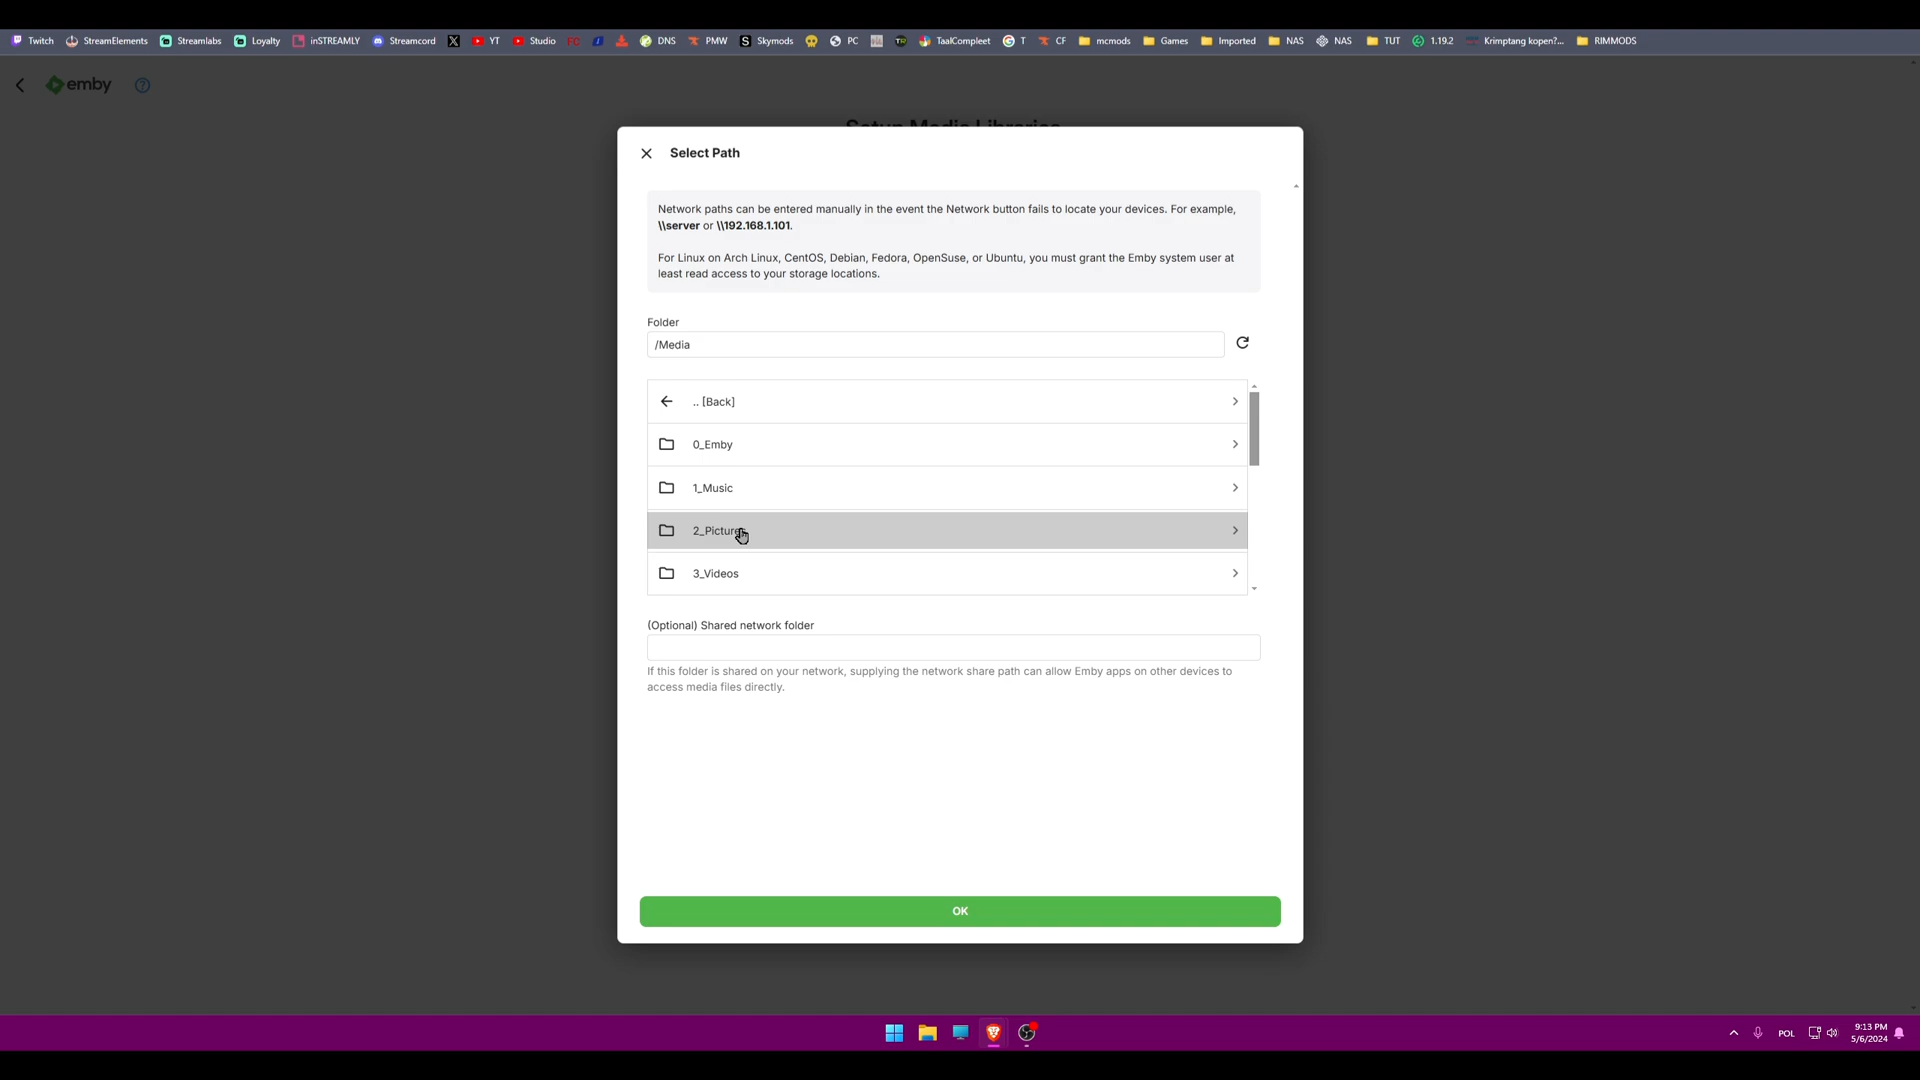 Twitch StreamElements Streamlabs Loyalty inSTREAMLY Streamcord X YT Studio FC DNS PMW Skymods PC TaalCompleet T CF mcmods Games Imported NAS NAS TUT 1.19.2 Krimptang kopen?... RIMMODS
emby
Select Path
Network paths can be entered manually in the event the Network button fails to locate your devices. For example,
\\server or \\192.168.1.101.
For Linux on Arch Linux, CentOS, Debian, Fedora, OpenSuse, or Ubuntu, you must grant the Emby system user at
least read access to your storage locations.
Folder
/Media
.. [Back]
0_Emby
1_Music
2_Picture
3_Videos
(Optional) Shared network folder
If this folder is shared on your network, supplying the network share path can allow Emby apps on other devices to
access media files directly.
OK
POL
9:13 PM
5/6/2024